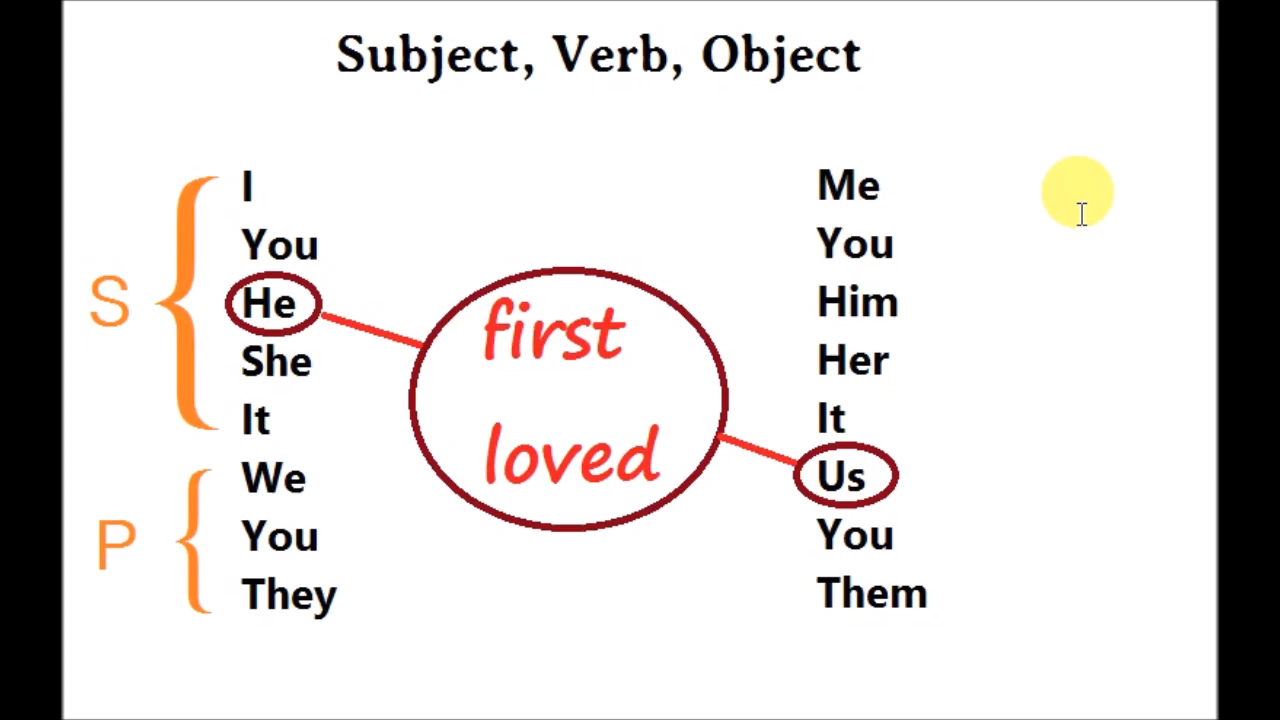 Subject, Verb, Object
S
P
I
You
He
She
It
We
You
They
first
loved
Me
You
Him
Her
It
Us
You
Them